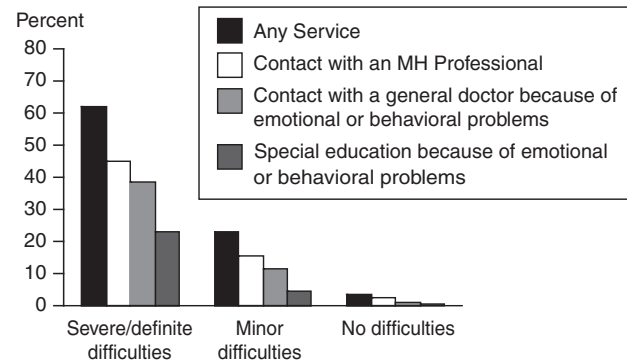 Percent
80
70
60
50
40
30
20
10
0
Any Service
Contact with an MH Professional
Contact with a general doctor because of
emotional or behavioral problems
Special education because of emotional
or behavioral problems
Severe/definite
difficulties
Minor
difficulties
No difficulties